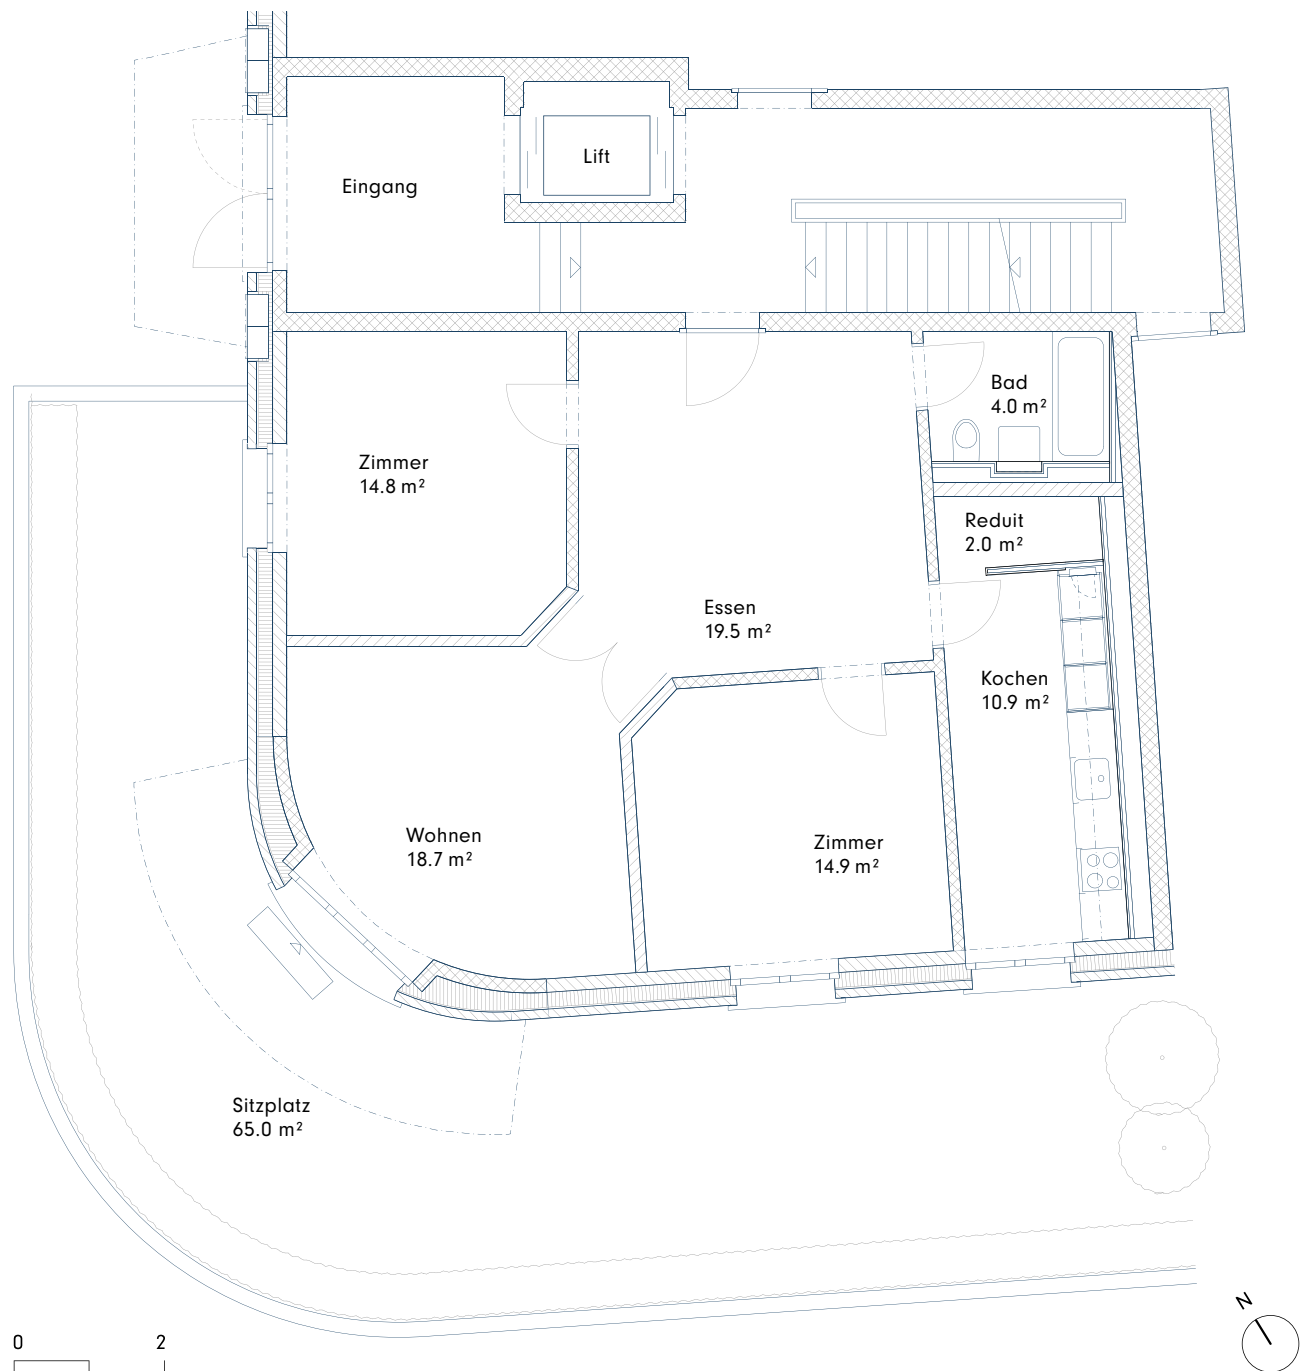 Lift
Eingang
Bad
4.0 m²
Zimmer
14.8 m²
Reduit
2.0 m²
Essen
19.5 m²
Kochen
10.9 m²
Wohnen
18.7 m²
Zimmer
14.9 m²
Sitzplatz
65.0 m²
N
0 2